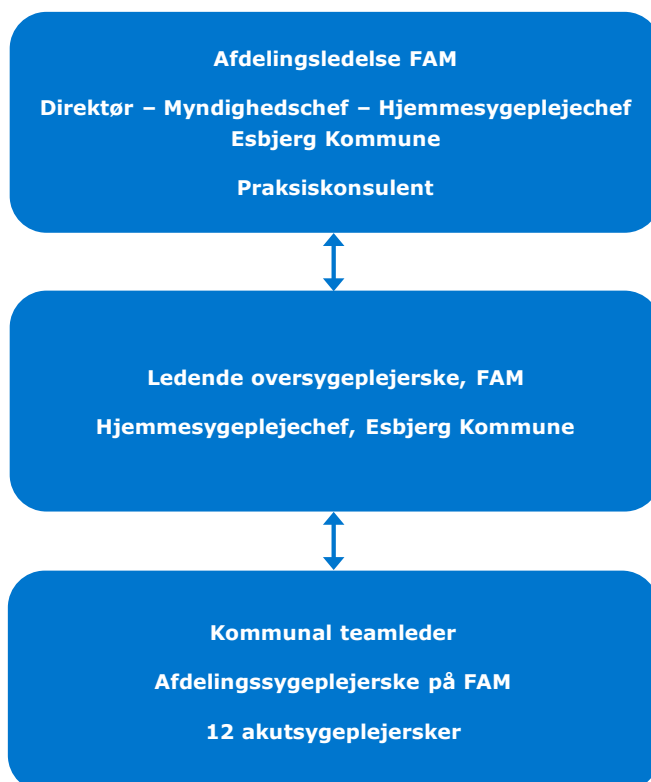 Afdelingsledelse FAM
Direktør – Myndighedschef – Hjemmesygeplejechef
Esbjerg Kommune
Praksiskonsulent
Ledende oversygeplejerske, FAM
Hjemmesygeplejechef, Esbjerg Kommune
Kommunal teamleder
Afdelingssygeplejerske på FAM
12 akutsygeplejersker